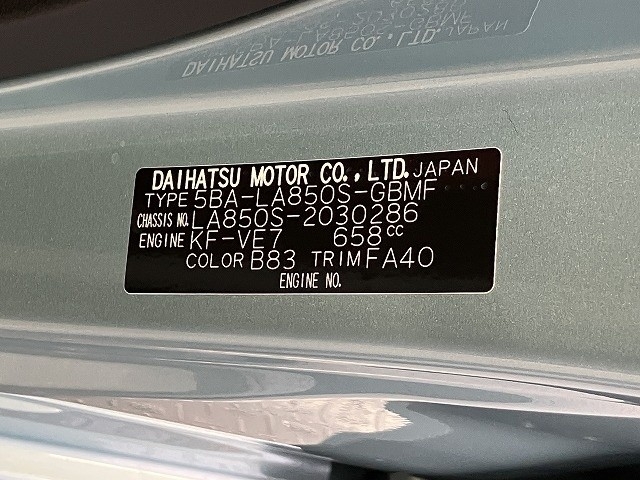 DAIHATSU MOTOR CO.,LTD. JAPAN
TYPE 5BA-LA850S-GBMF
CHASSIS NO. LA850S-2030286
ENGINE KF-VE7 658cc
COLOR B83 TRIM FA40
ENGINE NO.